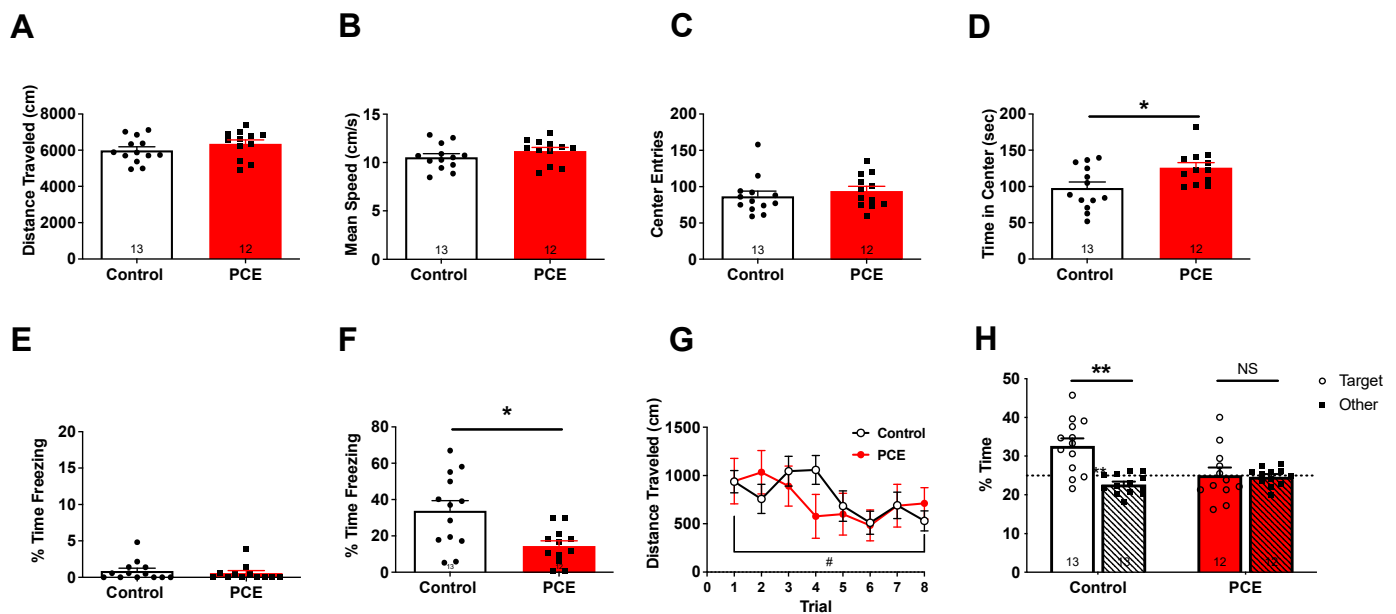 A
Distance Traveled (cm)
8000
6000
4000
2000
0
13
12
Control
PCE
B
Mean Speed (cm/s)
15
10
5
0
13
12
Control
PCE
C
Center Entries
200
150
100
50
0
13
12
Control
PCE
D
Time in Center (sec)
200
150
100
50
0
*
13
12
Control
PCE
E
% Time Freezing
20
15
10
5
0
Control
PCE
F
% Time Freezing
80
60
40
20
0
*
13
Control
PCE
G
Distance Traveled (cm)
1500
1000
500
0
Control
PCE
#
0 1 2 3 4 5 6 7 8
Trial
H
% Time
50
40
30
20
10
0
**
NS
Target
Other
**
13
13
12
12
Control
PCE